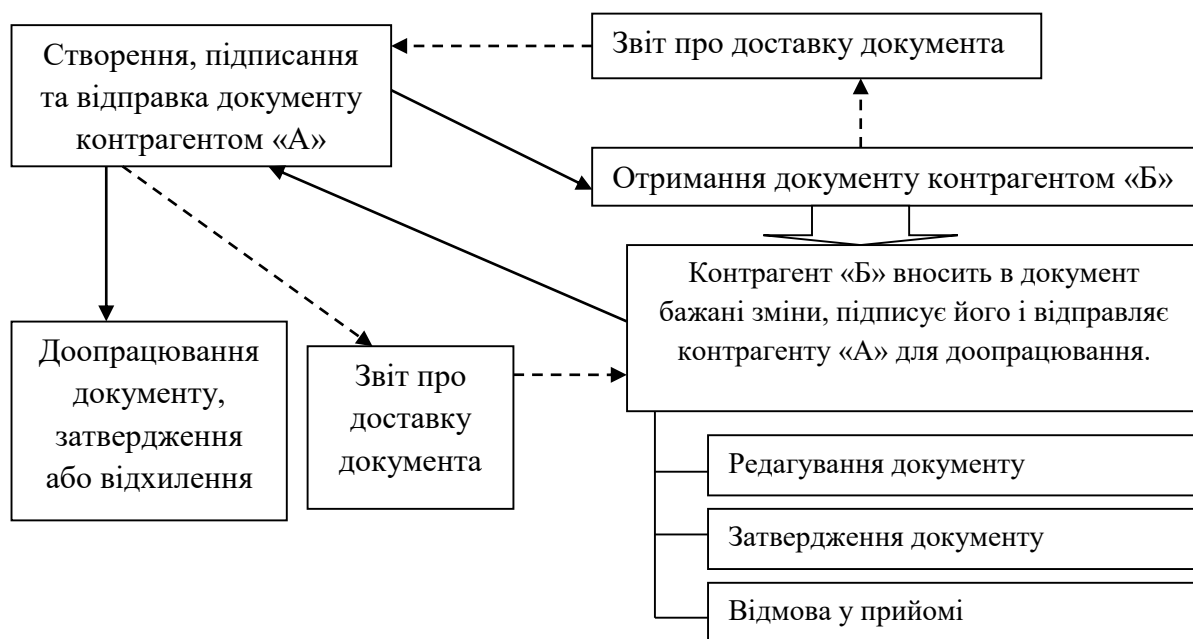 Створення, підписання
та відправка документу
контрагентом «А»
Звіт про доставку документа
Отримання документу контрагентом «Б»
Контрагент «Б» вносить в документ
бажані зміни, підписує його і відправляє
контрагенту «А» для доопрацювання.
Доопрацювання
документу,
затвердження
або відхилення
Звіт про
доставку
документа
Редагування документу
Затвердження документу
Відмова у прийомі